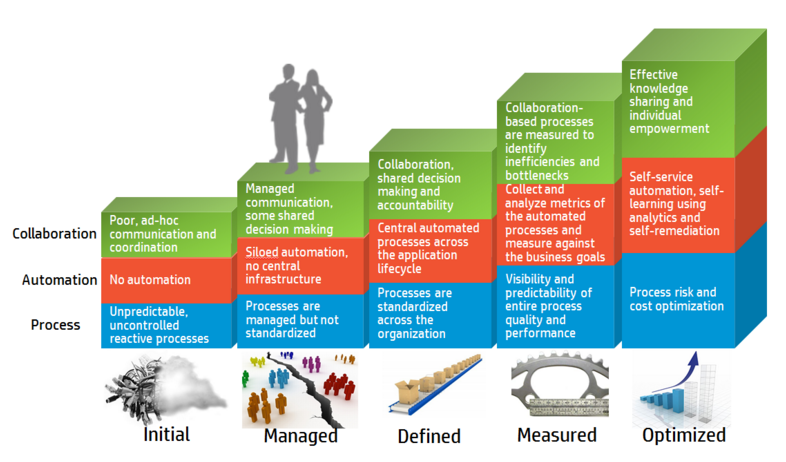 Effective
knowledge
sharing and
individual
empowerment
Collaboration-
based processes
are measured to
identify
inefficiencies and
bottlenecks
Collaboration,
shared decision
making and
accountability
Managed
communication,
some shared
decision making
Collaboration
Poor, ad-hoc
communication and
coordination
Self-service
automation, self-
learning using
analytics and
self-remediation
Collect and
analyze metrics of
the automated
processes and
measure against
the business goals
Central automated
processes across
the application
lifecycle
Siloed automation,
no central
infrastructure
Automation
No automation
Process risk and
cost optimization
Visibility and
predictability of
entire process
quality and
performance
Processes are
standardized
across the
organization
Processes are
managed but not
standardized
Process
Unpredictable,
uncontrolled
reactive processes
Initial
Managed
Defined
Measured
Optimized